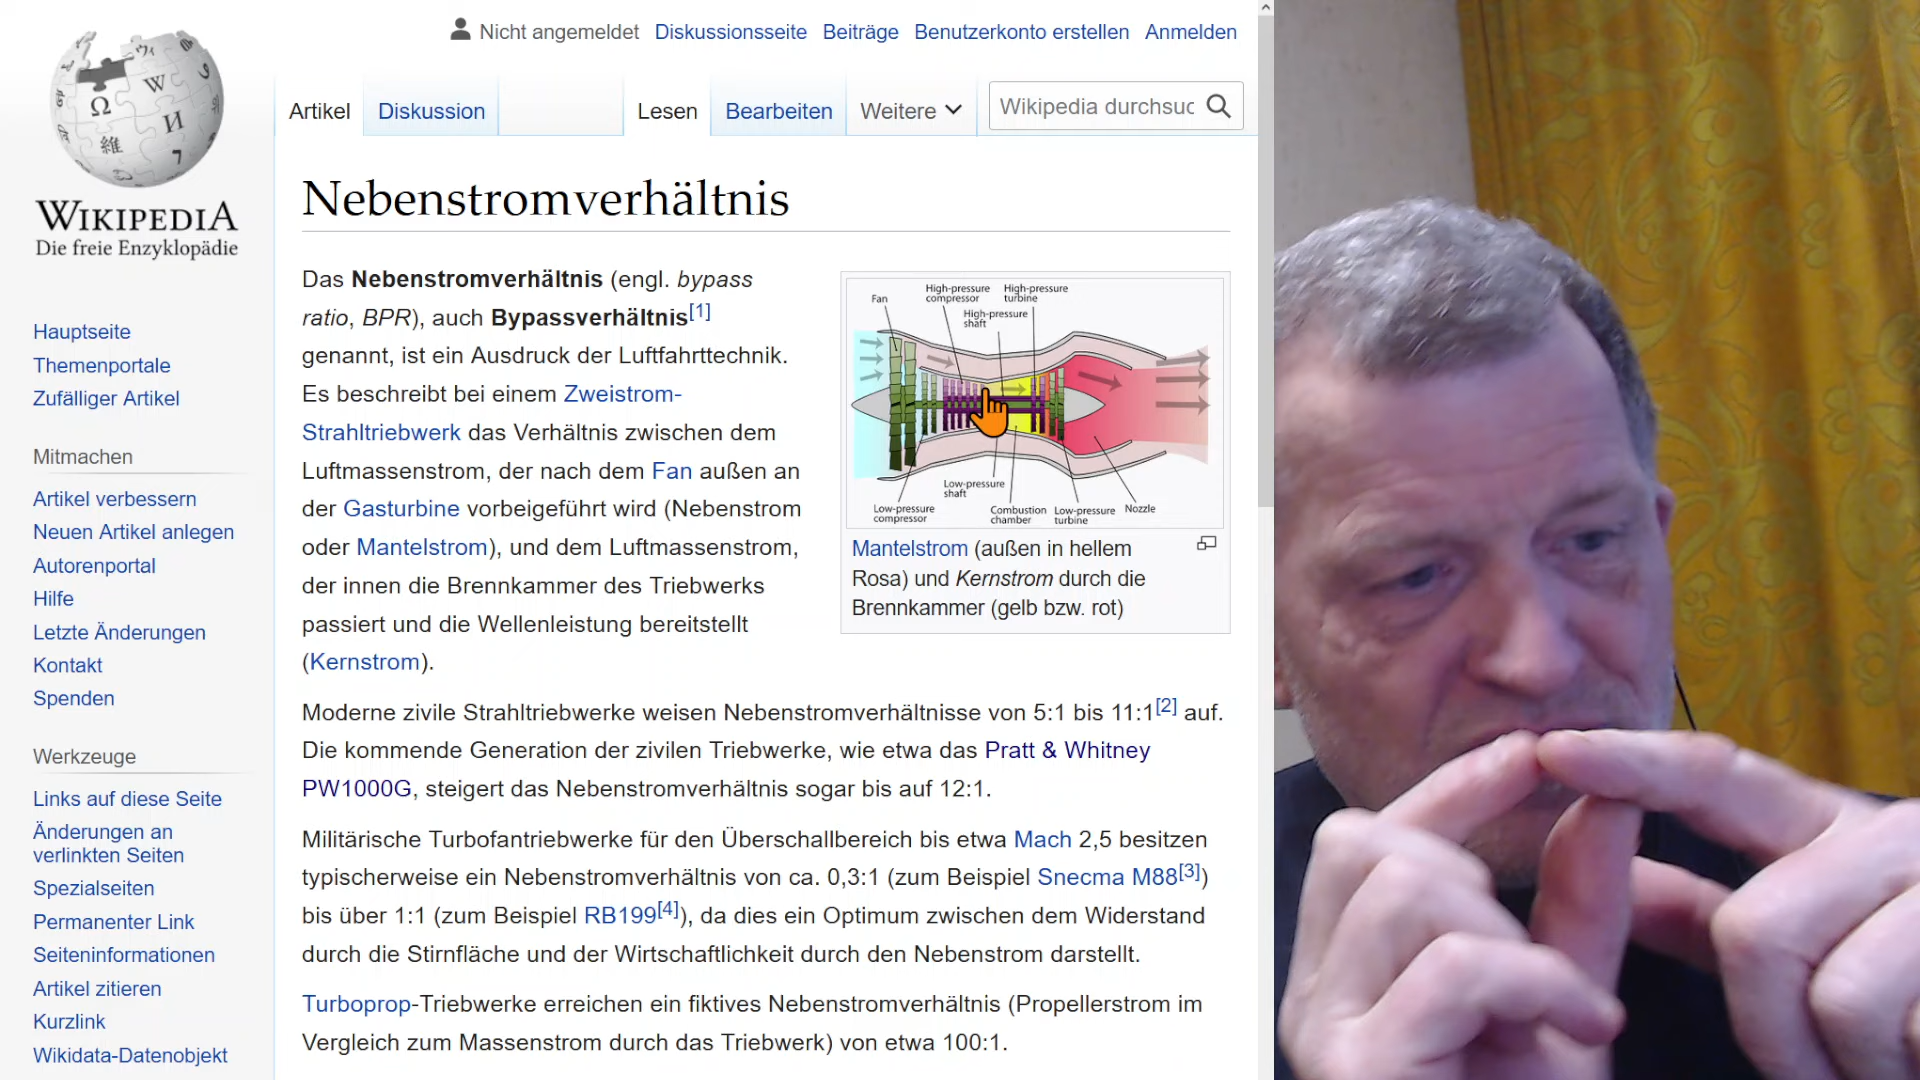 Nicht angemeldet Diskussionsseite Beiträge Benutzerkonto erstellen Anmelden
Artikel Diskussion Lesen Bearbeiten Weitere Wikipedia durchsuc
WIKIPEDIA
Die freie Enzyklopädie
Hauptseite
Themenportale
Zufälliger Artikel
Mitmachen
Artikel verbessern
Neuen Artikel anlegen
Autorenportal
Hilfe
Letzte Änderungen
Kontakt
Spenden
Werkzeuge
Links auf diese Seite
Änderungen an
verlinkten Seiten
Spezialseiten
Permanenter Link
Seiteninformationen
Artikel zitieren
Kurzlink
Wikidata-Datenobjekt
Nebenstromverhältnis
Das Nebenstromverhältnis (engl. bypass
ratio, BPR), auch Bypassverhältnis[1]
genannt, ist ein Ausdruck der Luftfahrttechnik.
Es beschreibt bei einem Zweistrom-
Strahltriebwerk das Verhältnis zwischen dem
Luftmassenstrom, der nach dem Fan außen an
der Gasturbine vorbeigeführt wird (Nebenstrom
oder Mantelstrom), und dem Luftmassenstrom,
der innen die Brennkammer des Triebwerks
passiert und die Wellenleistung bereitstellt
(Kernstrom).
Fan
High-pressure
compressor
High-pressure
turbine
High-pressure
shaft
Low-pressure
shaft
Low-pressure
compressor
Combustion
chamber
Low-pressure
turbine
Nozzle
Mantelstrom (außen in hellem
Rosa) und Kernstrom durch die
Brennkammer (gelb bzw. rot)
Moderne zivile Strahltriebwerke weisen Nebenstromverhältnisse von 5:1 bis 11:1[2] auf.
Die kommende Generation der zivilen Triebwerke, wie etwa das Pratt & Whitney
PW1000G, steigert das Nebenstromverhältnis sogar bis auf 12:1.
Militärische Turbofantriebwerke für den Überschallbereich bis etwa Mach 2,5 besitzen
typischerweise ein Nebenstromverhältnis von ca. 0,3:1 (zum Beispiel Snecma M88[3])
bis über 1:1 (zum Beispiel RB199[4]), da dies ein Optimum zwischen dem Widerstand
durch die Stirnfläche und der Wirtschaftlichkeit durch den Nebenstrom darstellt.
Turboprop-Triebwerke erreichen ein fiktives Nebenstromverhältnis (Propellerstrom im
Vergleich zum Massenstrom durch das Triebwerk) von etwa 100:1.